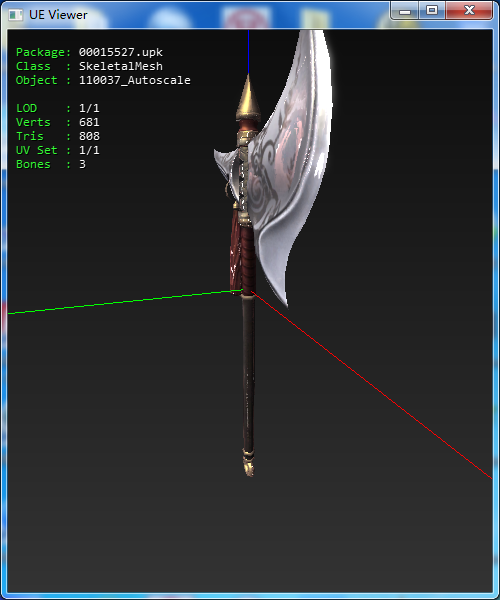 UE Viewer
Package: 00015527.upk
Class : SkeletalMesh
Object : 110037_Autoscale
LOD : 1/1
Verts : 681
Tris : 808
UV Set : 1/1
Bones : 3